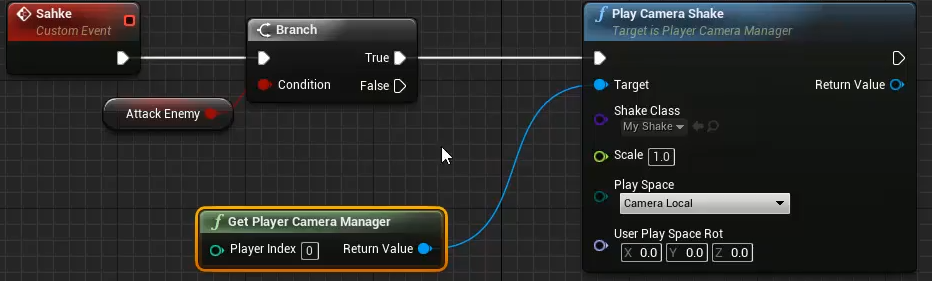 Sahke
Custom Event
Branch
True
Condition
False
Attack Enemy
f Play Camera Shake
Target is Player Camera Manager
Target
Return Value
Shake Class
My Shake
Scale 1.0
Play Space
Camera Local
User Play Space Rot
X 0.0 Y 0.0 Z 0.0
f Get Player Camera Manager
Player Index 0
Return Value